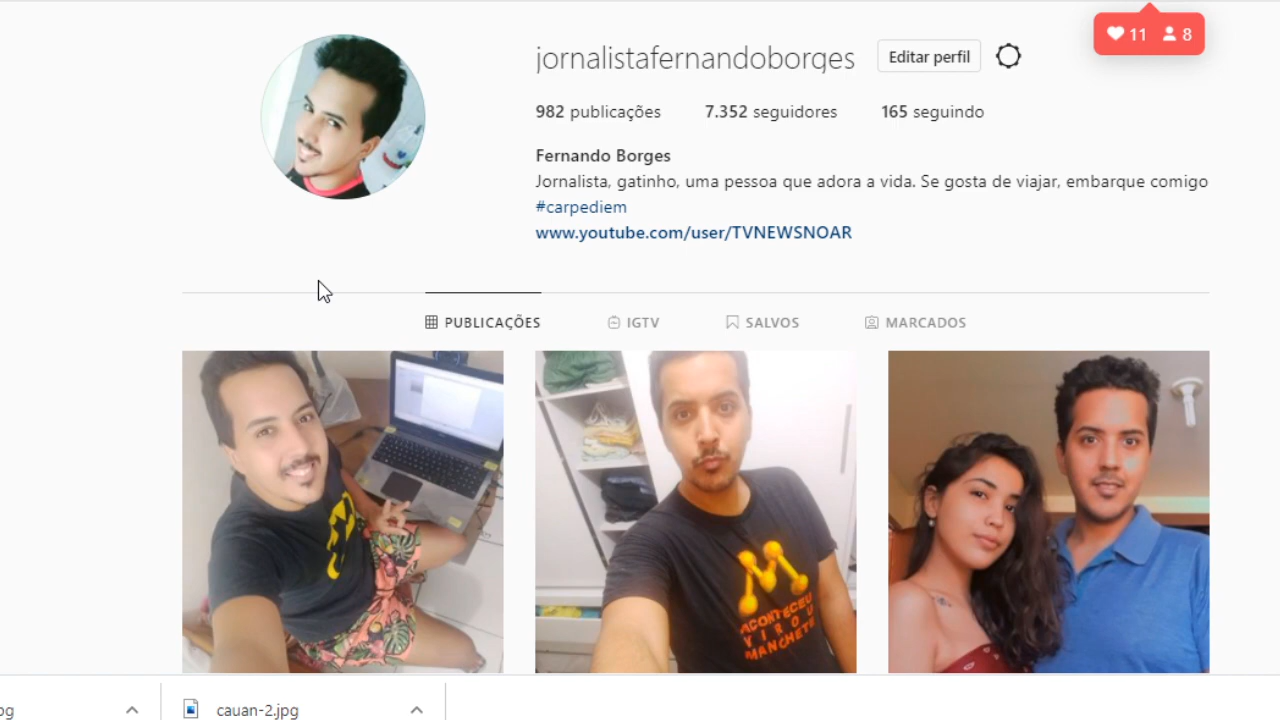 11 8
jornalistafernandoborges Editar perfil
982 publicações 7.352 seguidores 165 seguindo
Fernando Borges
Jornalista, gatinho, uma pessoa que adora a vida. Se gosta de viajar, embarque comigo
#carpediem
www.youtube.com/user/TVNEWSNOAR
PUBLICAÇÕES IGTV SALVOS MARCADOS
M
ACONTECEU
VIROU
MANCHETE
cauan-2.jpg